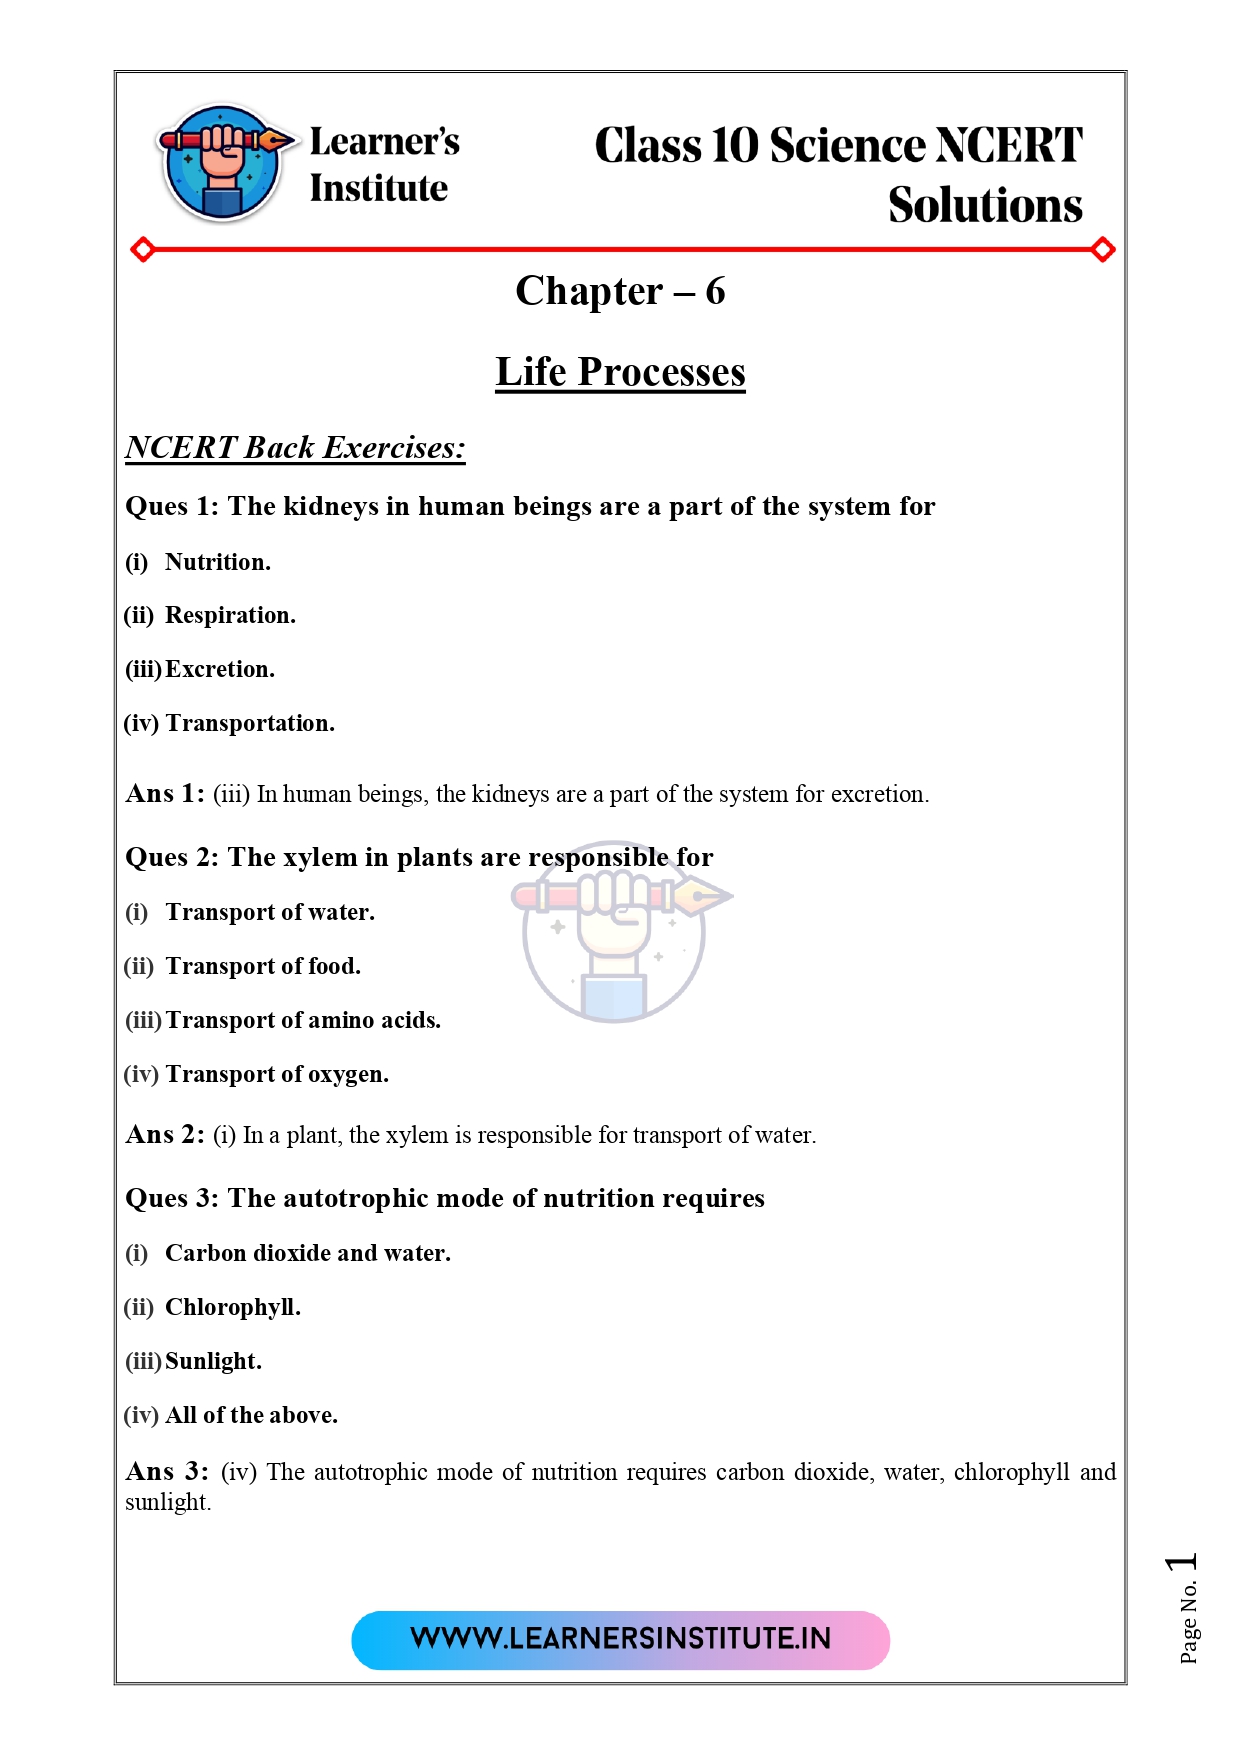 Learner's
Institute
Class 10 Science NCERT
Solutions
Chapter – 6
Life Processes
NCERT Back Exercises:
Ques 1: The kidneys in human beings are a part of the system for
(i) Nutrition.
(ii) Respiration.
(iii) Excretion.
(iv) Transportation.
Ans 1: (iii) In human beings, the kidneys are a part of the system for excretion.
Ques 2: The xylem in plants are responsible for
(i) Transport of water.
(ii) Transport of food.
(iii) Transport of amino acids.
(iv) Transport of oxygen.
Ans 2: (i) In a plant, the xylem is responsible for transport of water.
Ques 3: The autotrophic mode of nutrition requires
(i) Carbon dioxide and water.
(ii) Chlorophyll.
(iii) Sunlight.
(iv) All of the above.
Ans 3: (iv) The autotrophic mode of nutrition requires carbon dioxide, water, chlorophyll and
sunlight.
Page No. 1
WWW.LEARNERSINSTITUTE.IN